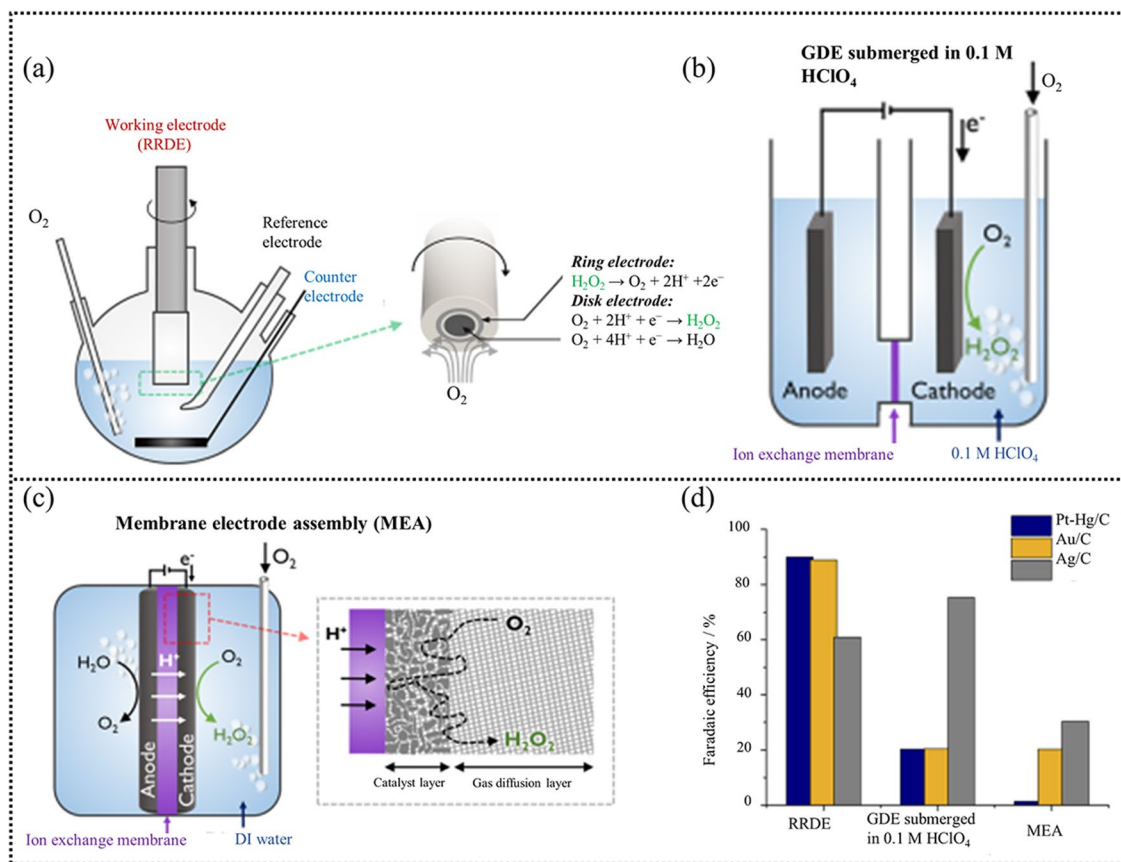 (a)
Working electrode
(RRDE)
O₂
Reference
electrode
Counter
electrode
O₂
Ring electrode:
H₂O₂ → O₂ + 2H⁺ +2e⁻
Disk electrode:
O₂ + 2H⁺ + e⁻ → H₂O₂
O₂ + 4H⁺ + e⁻ → H₂O
(b)
GDE submerged in 0.1 M
HClO₄
O₂
e⁻
O₂
H₂O₂
Anode
Cathode
Ion exchange membrane
0.1 M HClO₄
(c)
Membrane electrode assembly (MEA)
e⁻
O₂
H₂O
H⁺
O₂
O₂
H₂O₂
Anode
Cathode
Ion exchange membrane
DI water
H⁺
O₂
H₂O₂
Catalyst layer
Gas diffusion layer
(d)
Pt-Hg/C
Au/C
Ag/C
Faradaic efficiency / %
100
80
60
40
20
0
RRDE
GDE submerged
in 0.1 M HClO₄
MEA